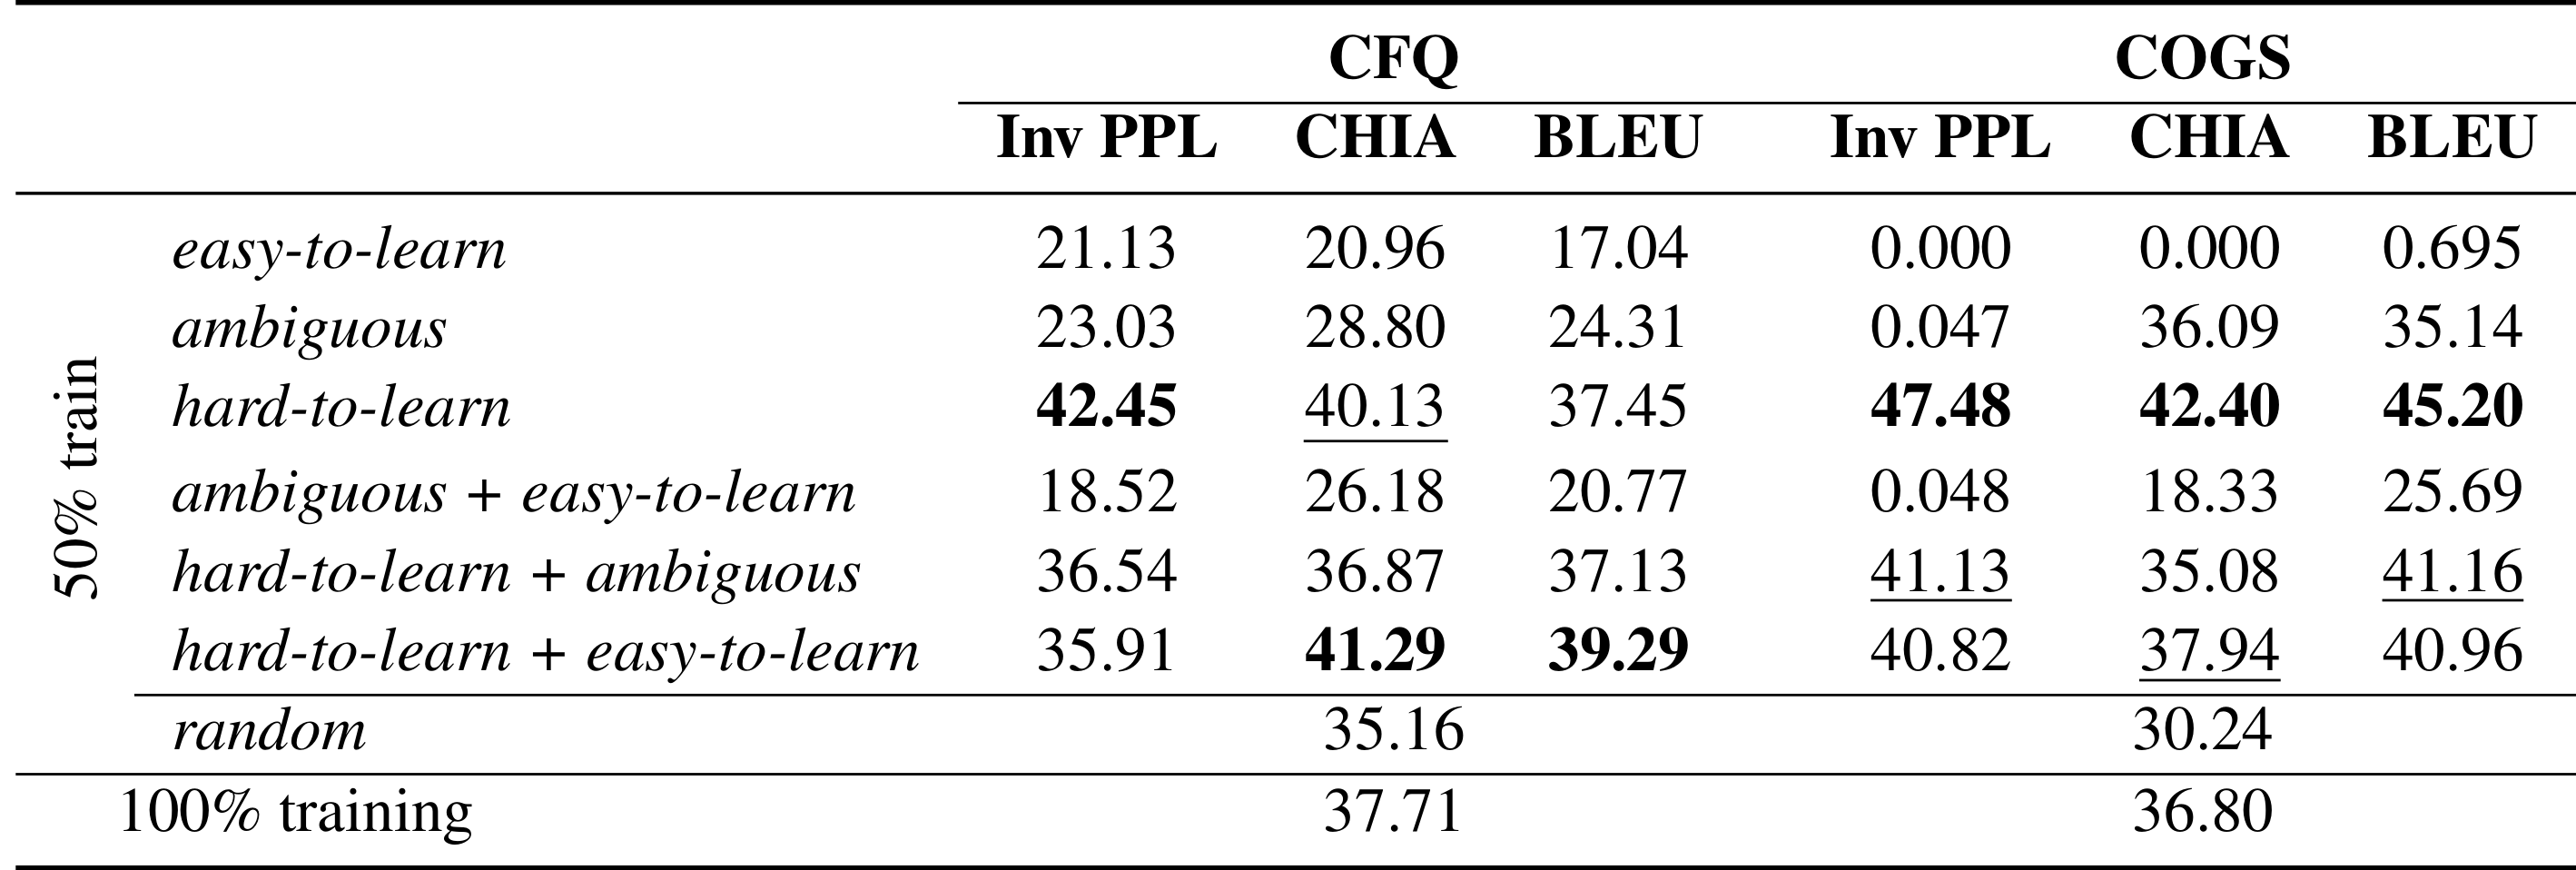 CFQ COGS
Inv PPL CHIA BLEU Inv PPL CHIA BLEU
50% train
easy-to-learn 21.13 20.96 17.04 0.000 0.000 0.695
ambiguous 23.03 28.80 24.31 0.047 36.09 35.14
hard-to-learn 42.45 40.13 37.45 47.48 42.40 45.20
ambiguous + easy-to-learn 18.52 26.18 20.77 0.048 18.33 25.69
hard-to-learn + ambiguous 36.54 36.87 37.13 41.13 35.08 41.16
hard-to-learn + easy-to-learn 35.91 41.29 39.29 40.82 37.94 40.96
random 35.16 30.24
100% training 37.71 36.80